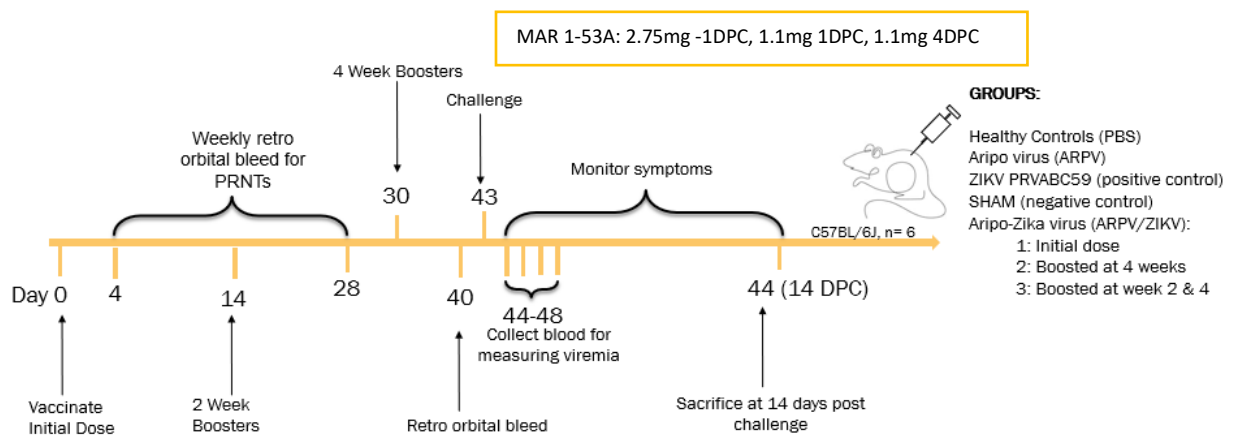 MAR 1-53A: 2.75mg -1DPC, 1.1mg 1DPC, 1.1mg 4DPC
4 Week Boosters
Challenge
Weekly retro
orbital bleed for
PRNTs
Monitor symptoms
30
43
C57BL/6J, n= 6
Day 0
4
14
28
40
44-48
Collect blood for
measuring viremia
44 (14 DPC)
Vaccinate
Initial Dose
2 Week
Boosters
Retro orbital bleed
Sacrifice at 14 days post
challenge
GROUPS:
Healthy Controls (PBS)
Aripo virus (ARPV)
ZIKV PRVABC59 (positive control)
SHAM (negative control)
Aripo-Zika virus (ARPV/ZIKV):
1: Initial dose
2: Boosted at 4 weeks
3: Boosted at week 2 & 4